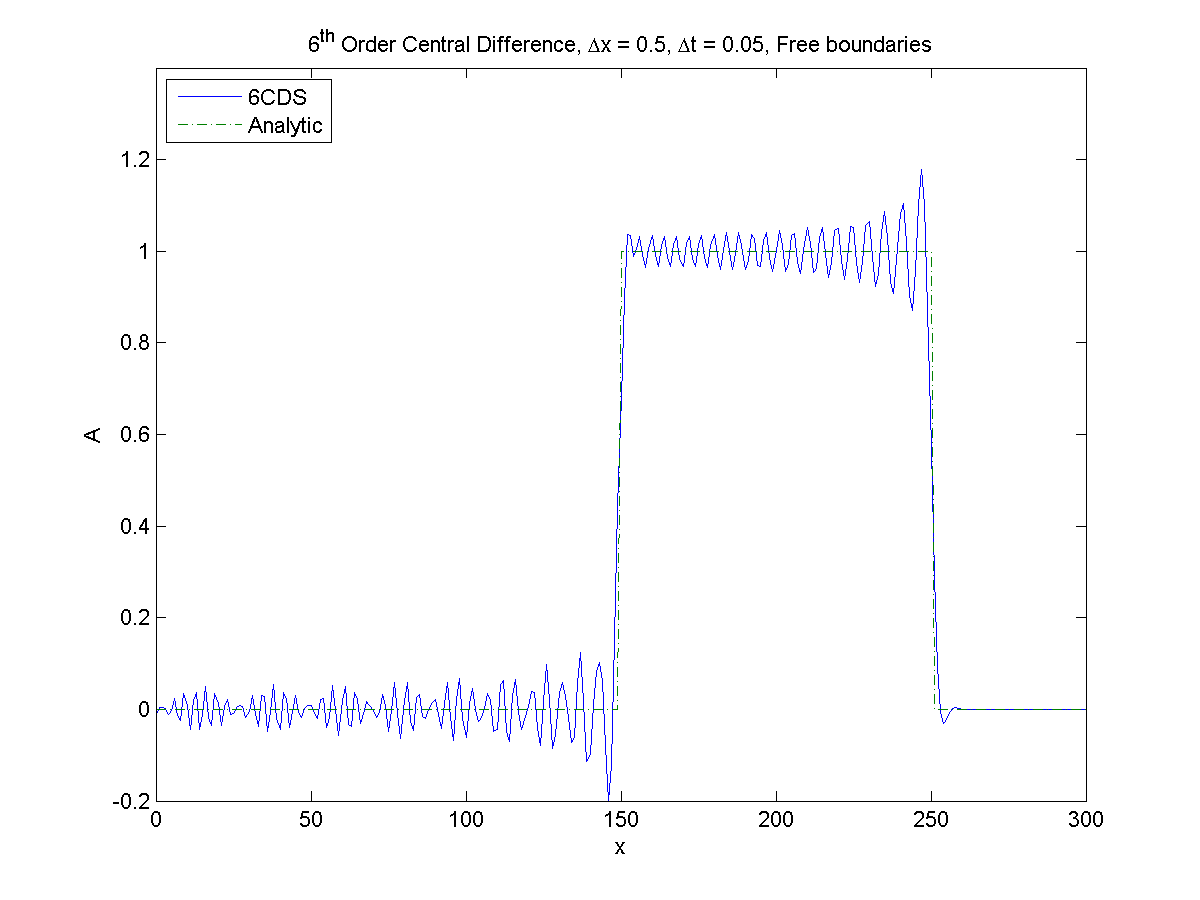 6th Order Central Difference, Δx = 0.5, Δt = 0.05, Free boundaries
6CDS
Analytic
1.2
1
0.8
0.6
0.4
0.2
0
-0.2
A
0 50 100 150 200 250 300
x